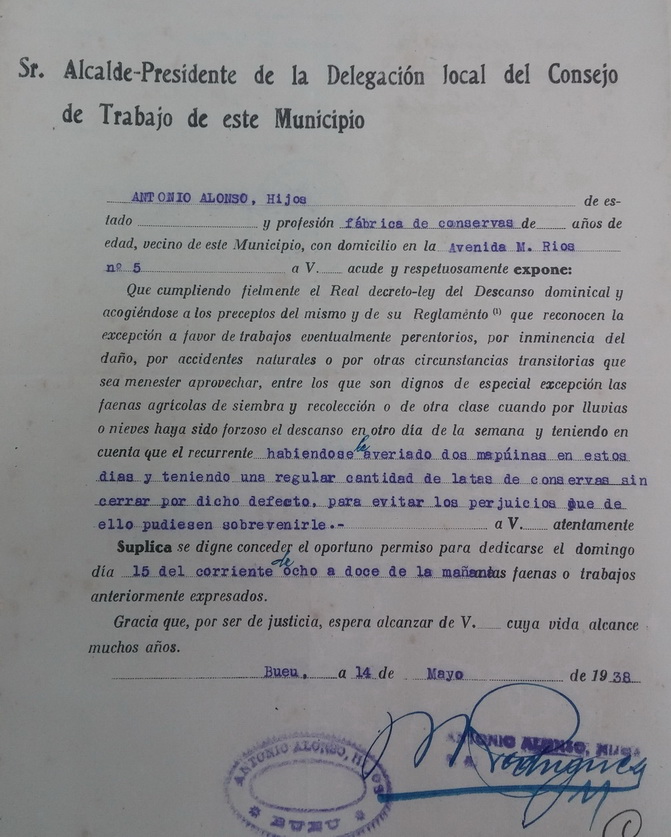 Sr. Alcalde-Presidente de la Delegación local del Consejo
de Trabajo de este Municipio
ANTONIO ALONSO, Hijos de es-
tado y profesión fábrica de conservas de años de
edad, vecino de este Municipio, con domicilio en la Avenida M. Rios
nº 5 a V. acude y respetuosamente expone:
Que cumpliendo fielmente el Real decreto-ley del Descanso dominical y
acogiéndose a los preceptos del mismo y de su Reglaménto (1) que reconocen la
excepción a favor de trabajos eventualmente perentorios, por inminencia del
daño, por accidentes naturales o por otras circunstancias transitorias que
sea menester aprovechar, entre los que son dignos de especial excepción las
faenas agrícolas de siembra y recolección o de otra clase cuando por lluvias
o nieves haya sido forzoso el descanso en otro día de la semana y teniendo en
cuenta que el recurrente habiendose le averiado dos mapúinas en estos
dias y teniendo una regular cantidad de latas de conservas sin
cerrar por dicho defecto, para evitar los perjuicios que de
ello pudiesen sobrevenirle.- a V. atentamente
Suplica se digne conceder el oportuno permiso para dedicarse el domingo
día 15 del corriente de ocho a doce de la mañana faenas o trabajos
anteriormente expresados.
Gracia que, por ser de justicia, espera alcanzar de V. cuya vida alcance
muchos años.
Bueu, a 14 de Mayo de 1938
ANTONIO ALONSO, HIJOS
Rodriguez
ANTONIO ALONSO, HIJOS
BUEU